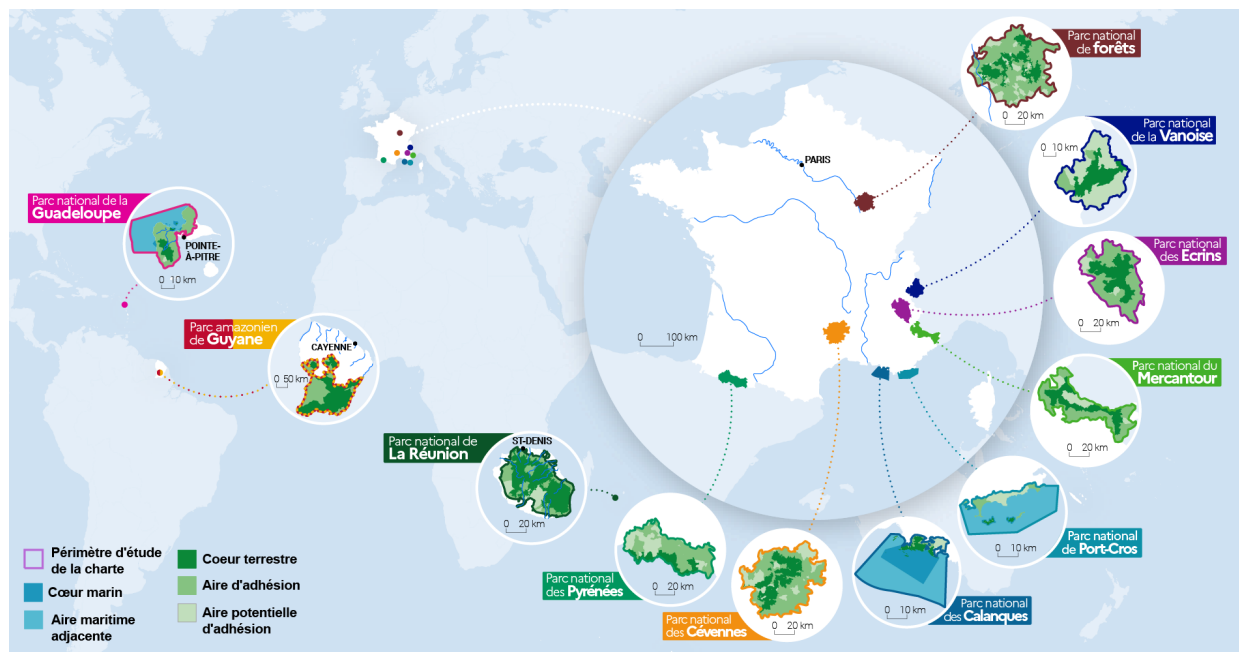 Parc national
de forêts
0 20 km
Parc national
de la Vanoise
0 10 km
PARIS
Parc national de la
Guadeloupe
POINTE-
À-PITRE
0 10 km
Parc national
des Ecrins
0 20 km
Parc amazonien
de Guyane
CAYENNE
0 50 km
0 100 km
Parc national du
Mercantour
0 20 km
Parc national de
La Réunion
ST-DENIS
0 20 km
Parc national
de Port-Cros
0 10 km
Parc national
des Pyrénées
0 20 km
Parc national
des Cévennes
0 20 km
Parc national
des Calanques
0 10 km
Périmètre d'étude
de la charte
Cœur marin
Aire maritime
adjacente
Coeur terrestre
Aire d'adhésion
Aire potentielle
d'adhésion